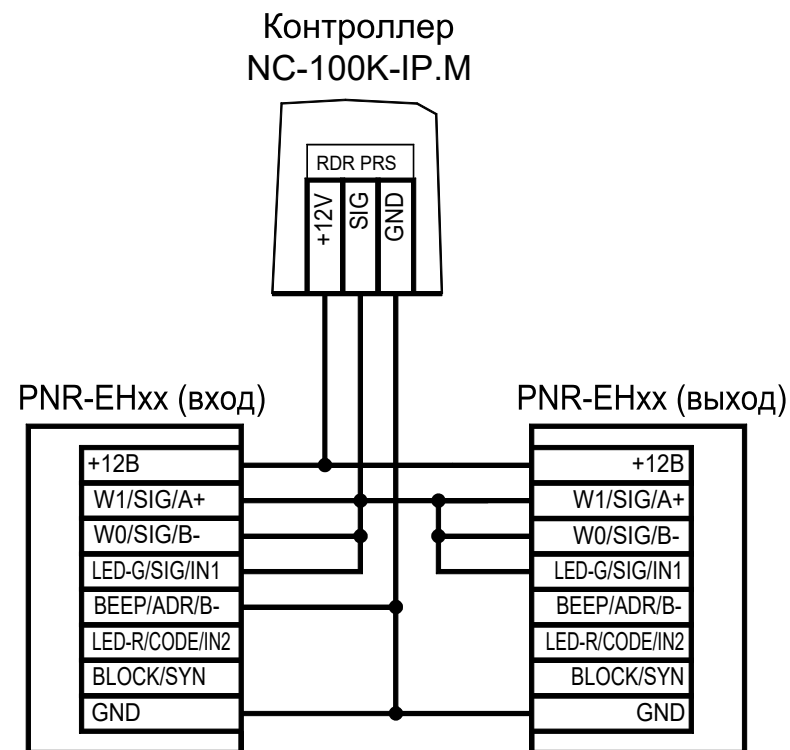 Контроллер
NC-100K-IP.M
RDR PRS
+12V
SIG
GND
PNR-EHxx (вход)
+12В
W1/SIG/A+
W0/SIG/B-
LED-G/SIG/IN1
BEEP/ADR/B-
LED-R/CODE/IN2
BLOCK/SYN
GND
PNR-EHxx (выход)
+12В
W1/SIG/A+
W0/SIG/B-
LED-G/SIG/IN1
BEEP/ADR/B-
LED-R/CODE/IN2
BLOCK/SYN
GND